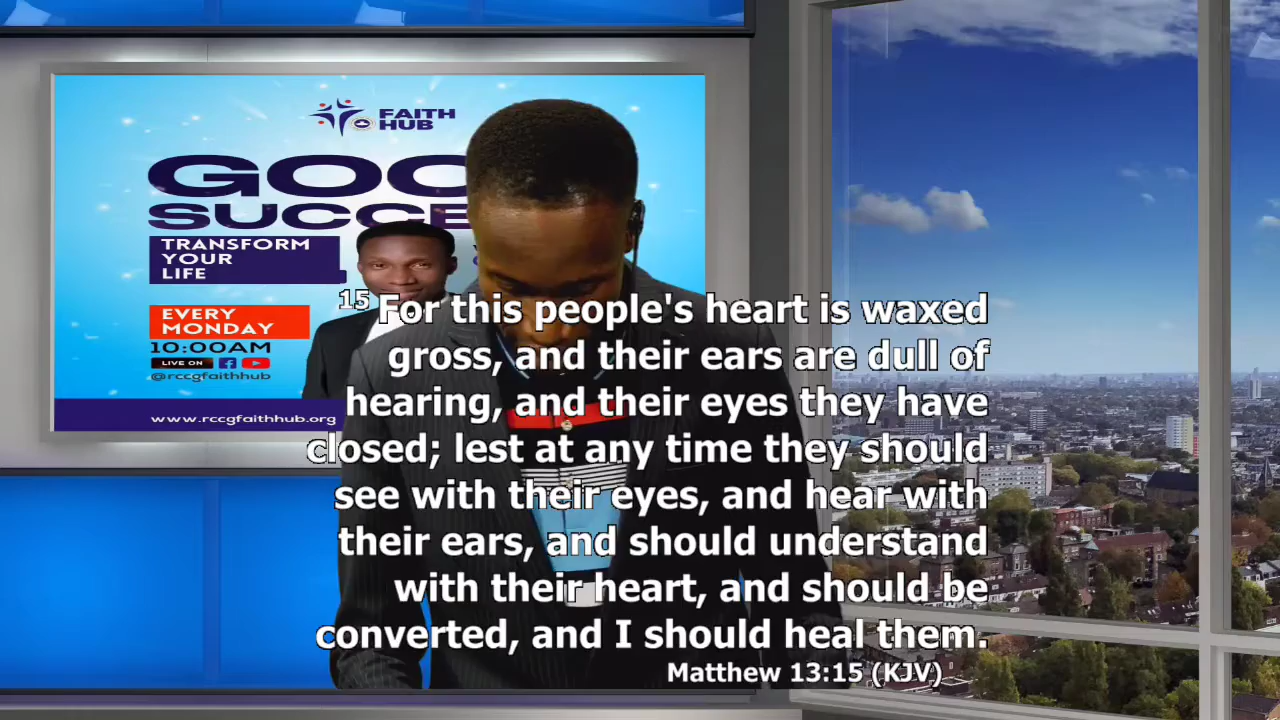 FAITH
HUB
GOO
SUCCE
TRANSFORM
YOUR
LIFE
EVERY
MONDAY
10:00AM
LIVE ON
@rccgfaithhub
www.rccgfaithhub.org
15 For this people's heart is waxed
gross, and their ears are dull of
hearing, and their eyes they have
closed; lest at any time they should
see with their eyes, and hear with
their ears, and should understand
with their heart, and should be
converted, and I should heal them.
Matthew 13:15 (KJV)